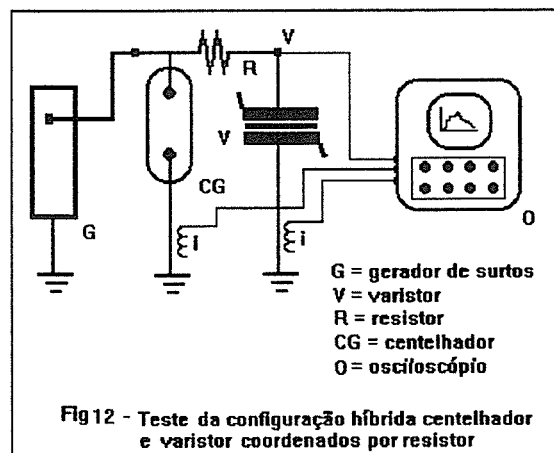 V
R
V
CG
G
i
i
O
G = gerador de surtos
V = varistor
R = resistor
CG = centelhador
O = osciloscópio
Fig12 - Teste da configuração híbrida centelhador
e varistor coordenados por resistor